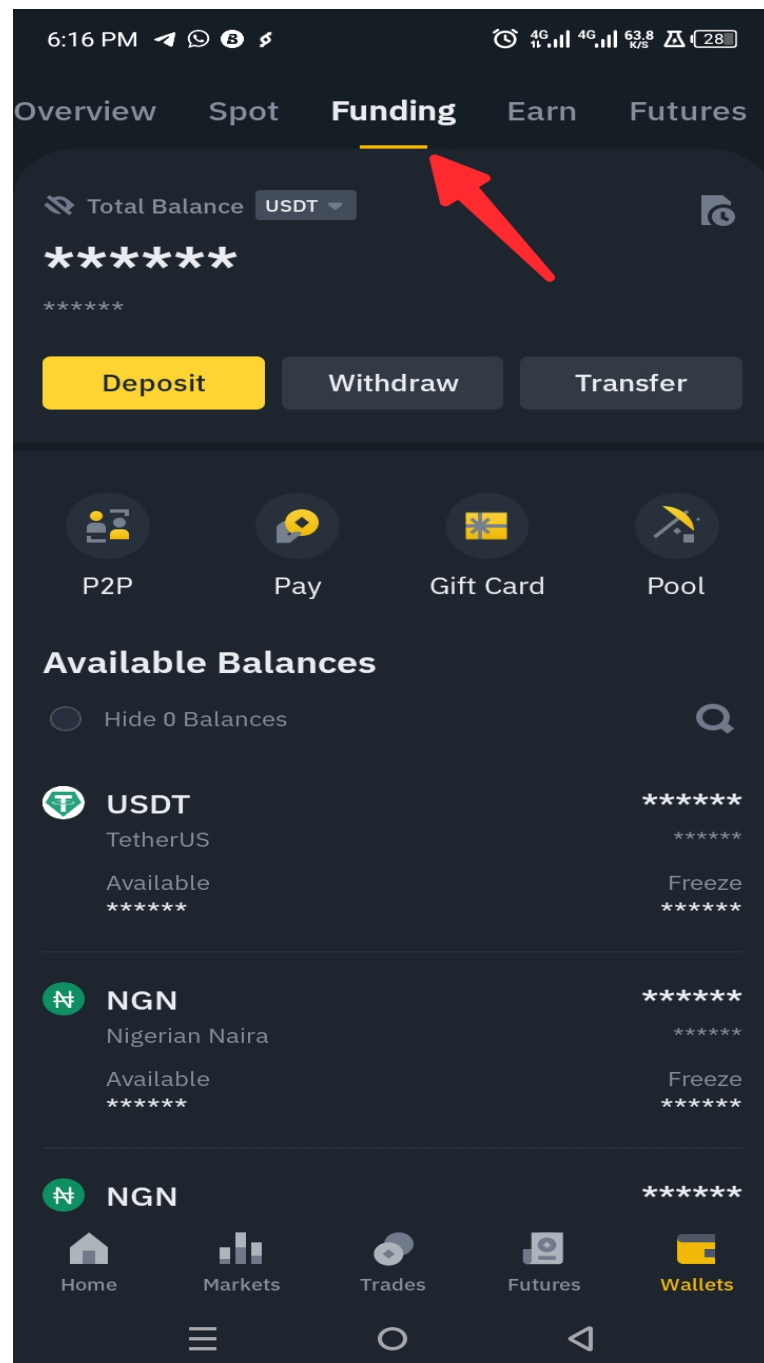 6:16 PM 4G 4G 63.8 K/s 28
Overview Spot Funding Earn Futures
Total Balance USDT
******
******
Deposit Withdraw Transfer
P2P Pay Gift Card Pool
Available Balances
Hide 0 Balances
USDT ******
TetherUS ******
Available Freeze
****** ******
NGN ******
Nigerian Naira ******
Available Freeze
****** ******
NGN ******
Home Markets Trades Futures Wallets